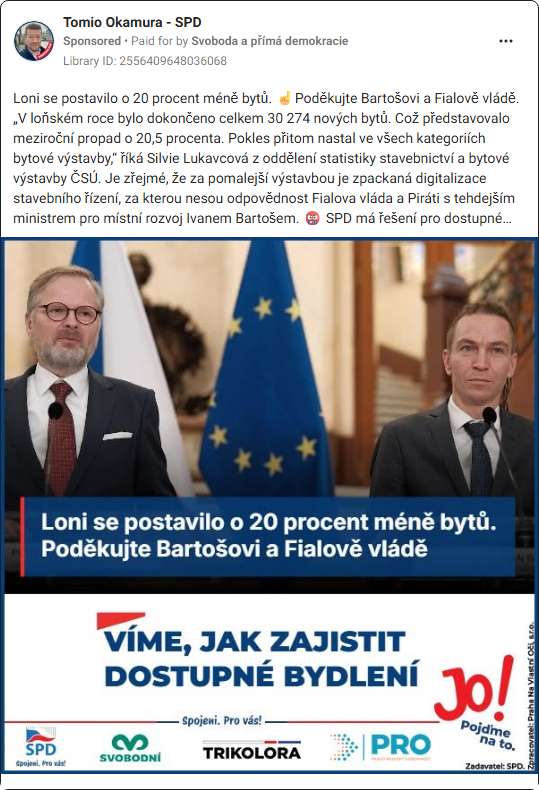 Tomio Okamura - SPD
Sponsored • Paid for by Svoboda a přímá demokracie
Library ID: 2556409648036068
Loni se postavilo o 20 procent méně bytů. ☝️ Poděkujte Bartošovi a Fialově vládě.
„V loňském roce bylo dokončeno celkem 30 274 nových bytů. Což představovalo
meziroční propad o 20,5 procenta. Pokles přitom nastal ve všech kategoriích
bytové výstavby,“ říká Silvie Lukavcová z oddělení statistiky stavebnictví a bytové
výstavby ČSÚ. Je zřejmé, že za pomalejší výstavbou je zpackaná digitalizace
stavebního řízení, za kterou nesou odpovědnost Fialova vláda a Piráti s tehdejším
ministrem pro místní rozvoj Ivanem Bartošem. 😡 SPD má řešení pro dostupné...
Loni se postavilo o 20 procent méně bytů.
Poděkujte Bartošovi a Fialově vládě
VÍME, JAK ZAJISTIT
DOSTUPNÉ BYDLENÍ
Jo!
Pojďme
na to.
Spojeni. Pro vás!
SPD
Spojeni. Pro vás!
SVOBODNÍ
TRIKOLORA
PRO
Zadavatel: SPD.
Zpracovatel: Praha Na Vlastní Oči, s.r.o.